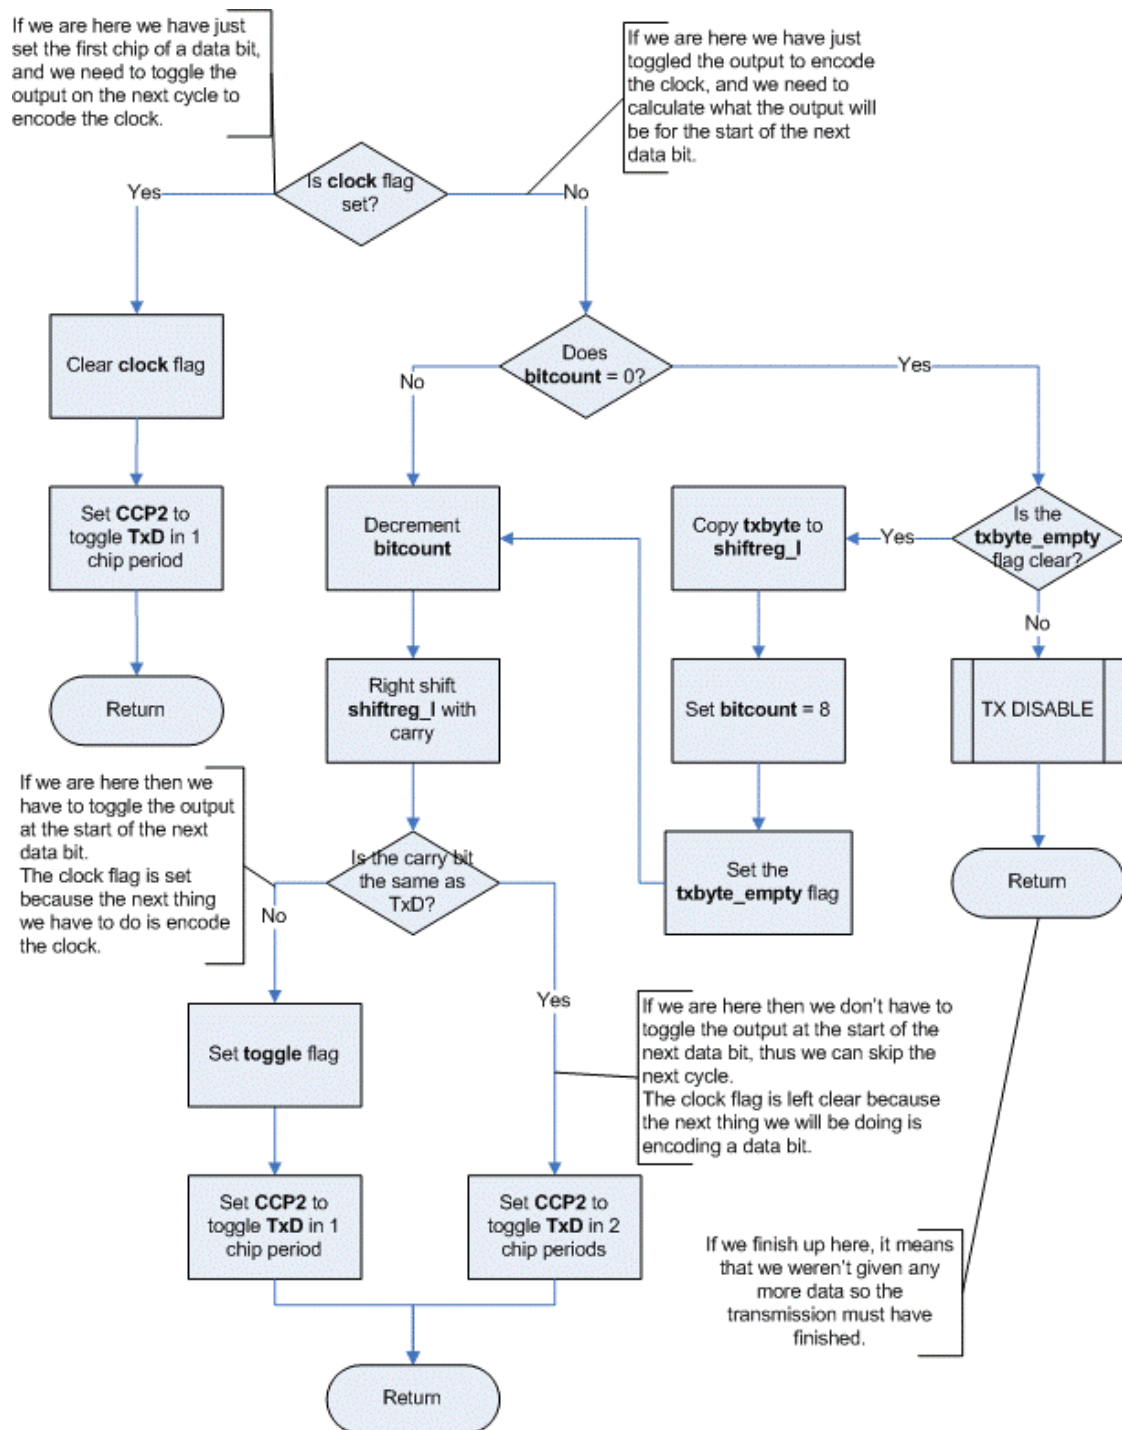 If we are here we have just
set the first chip of a data bit,
and we need to toggle the
output on the next cycle to
encode the clock.
If we are here we have just
toggled the output to encode
the clock, and we need to
calculate what the output will
be for the start of the next
data bit.
Is clock flag
set?
Yes
No
Clear clock flag
Does
bitcount = 0?
No
Yes
Set CCP2 to
toggle TxD in 1
chip period
Decrement
bitcount
Copy txbyte to
shiftreg_l
Yes
Is the
txbyte_empty
flag clear?
No
Return
Right shift
shiftreg_l with
carry
Set bitcount = 8
TX DISABLE
If we are here then we
have to toggle the output
at the start of the next
data bit.
The clock flag is set
because the next thing
we have to do is encode
the clock.
Is the carry bit
the same as
TxD?
Set the
txbyte_empty flag
Return
No
Yes
Set toggle flag
If we are here then we don't have to
toggle the output at the start of the
next data bit, thus we can skip the
next cycle.
The clock flag is left clear because
the next thing we will be doing is
encoding a data bit.
Set CCP2 to
toggle TxD in 1
chip period
Set CCP2 to
toggle TxD in 2
chip periods
If we finish up here, it means
that we weren't given any
more data so the
transmission must have
finished.
Return